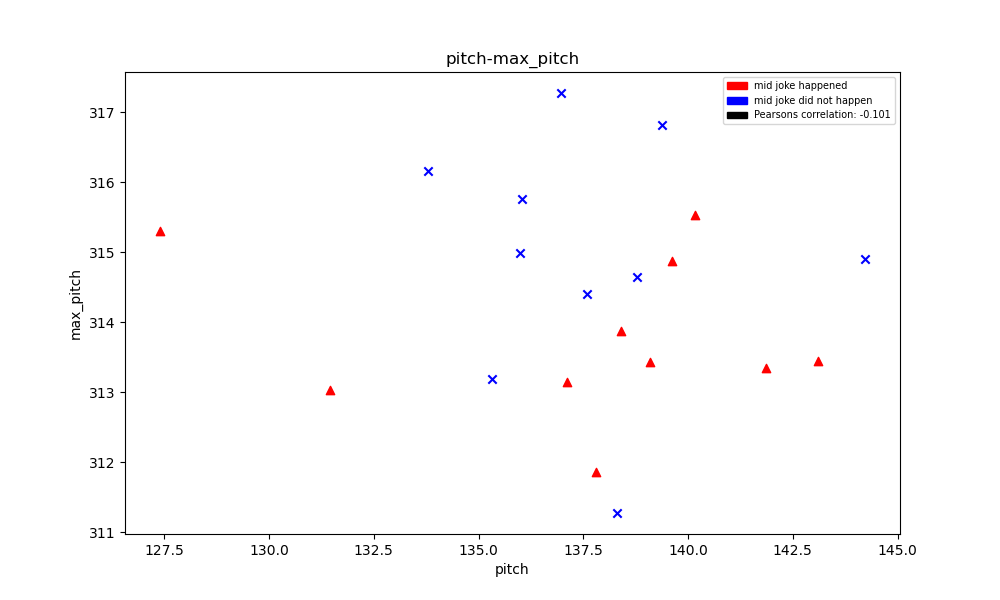 pitch-max_pitch
mid joke happened
mid joke did not happen
Pearsons correlation: -0.101
max_pitch
317
316
315
314
313
312
311
127.5 130.0 132.5 135.0 137.5 140.0 142.5 145.0
pitch